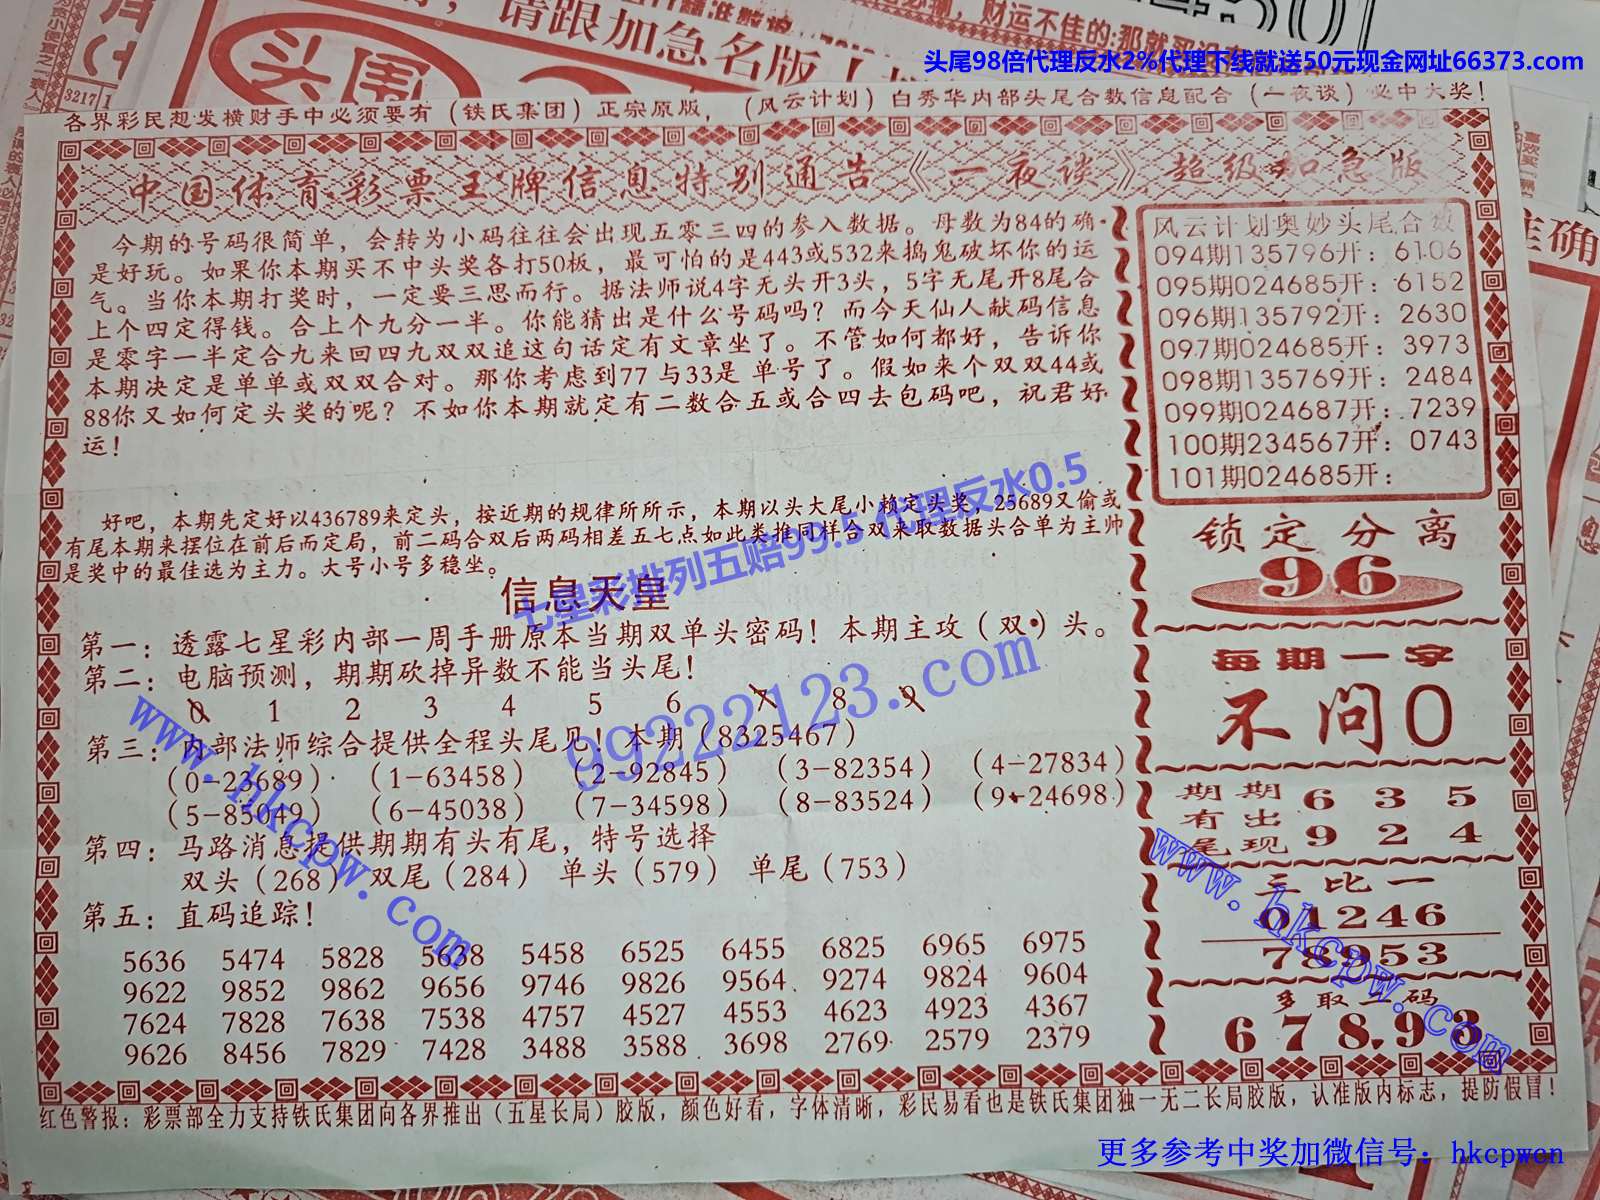 请跟加急名版
头尾98倍代理反水2%代理下线就送50元现金网址66373.com
各界彩民想发横财手中必须要有（铁氏集团）正宗原版，（风云计划）白秀华内部头尾合数信息配合（一夜谈）必中大奖！
中国体育彩票王牌信息特别通告《一夜谈》超级加急版
今期的号码很简单，会转为小码往往会出现五零三四的参入数据。母数为84的确
是好玩。如果你本期买不中头奖各打50板，最可怕的是443或532来捣鬼破坏你的运
气。当你本期打奖时，一定要三思而行。据法师说4字无头开3头，5字无尾开8尾合
上个四定得钱。合上个九分一半。你能猜出是什么号码吗？而今天仙人献码信息
是零字一半定合九来回四九双双追这句话定有文章坐了。不管如何都好，告诉你
本期决定是单单或双双合对。那你考虑到77与33是 单号了。假如来个双双44或
88你又如何定头奖的呢？不如你本期就定有二数合五或合四去包码吧，祝君好
运！
好吧，本期先定好以436789来定头，按近期的规律所所示，本期以头大尾小赖定头奖，25689又偷或
有尾本期来摆位在前后而定局，前二码合双后两码相差五七点如此类推同样合双来取数据头合单为主帅
是奖中的最佳选为主力。大号小号多稳坐。
七星彩排列五赔99.5 代理反水0.5
信息天皇
第一：透露七星彩内部一周手册原本当期双单头密码！本期主攻（双）头。
第二：电脑预测，期期砍掉异数不能当头尾！
0 1 2 3 4 5 6 7 8 9
第三：内部法师综合提供全程头尾见！本期（8325467）
（0-23689）（1-63458）（2-92845）（3-82354）（4-27834）
（5-85049）（6-45038）（7-34598）（8-83524）（9-24698）
第四：马路消息提供期期有头有尾，特号选择
双头（268）双尾（284）单头（579）单尾（753）
第五：直码追踪！
5636 5474 5828 5638 5458 6525 6455 6825 6965 6975
9622 9852 9862 9656 9746 9826 9564 9274 9824 9604
7624 7828 7638 7538 4757 4527 4553 4623 4923 4367
9626 8456 7829 7428 3488 3588 3698 2769 2579 2379
99222123.com
www.hkcpw.com
风云计划奥妙头尾合数
094期135796开：6106
095期024685开：6152
096期135792开：2630
097期024685开：3973
098期135769开：2484
099期024687开：7239
100期234567开：0743
101期024685开：
锁定分离
96
每期一字
不问0
期期 6 3 5
有出
尾现 9 2 4
三比一
01246
78953
多取二码
6 7 8.9 3
www.hkcpw.com
红色警报：彩票部全力支持铁氏集团向各界推出（五星长局）胶版，颜色好看，字体清晰，彩民易看也是铁氏集团独一无二长局胶版，认准版内标志，提防假冒！
更多参考中奖加微信号：hkcpwcn